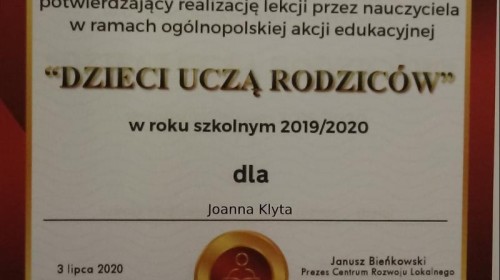 potwierdzający realizację lekcji przez nauczyciela
w ramach ogólnopolskiej akcji edukacyjnej
“DZIECI UCZĄ RODZICÓW”
w roku szkolnym 2019/2020
dla
Joanna Klyta
3 lipca 2020
Janusz Bieńkowski
Prezes Centrum Rozwoju Lokalnego